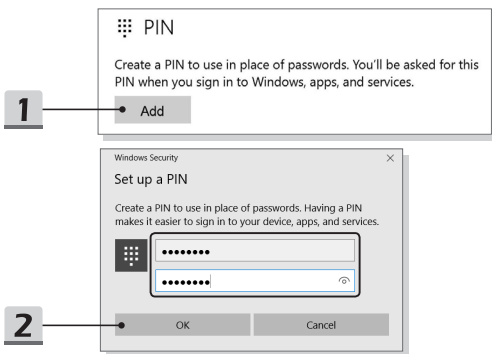 PIN
Create a PIN to use in place of passwords. You'll be asked for this
PIN when you sign in to Windows, apps, and services.
1
Add
Windows Security
Set up a PIN
Create a PIN to use in place of passwords. Having a PIN
makes it easier to sign in to your device, apps, and services.
••••••••
••••••••
2
OK
Cancel